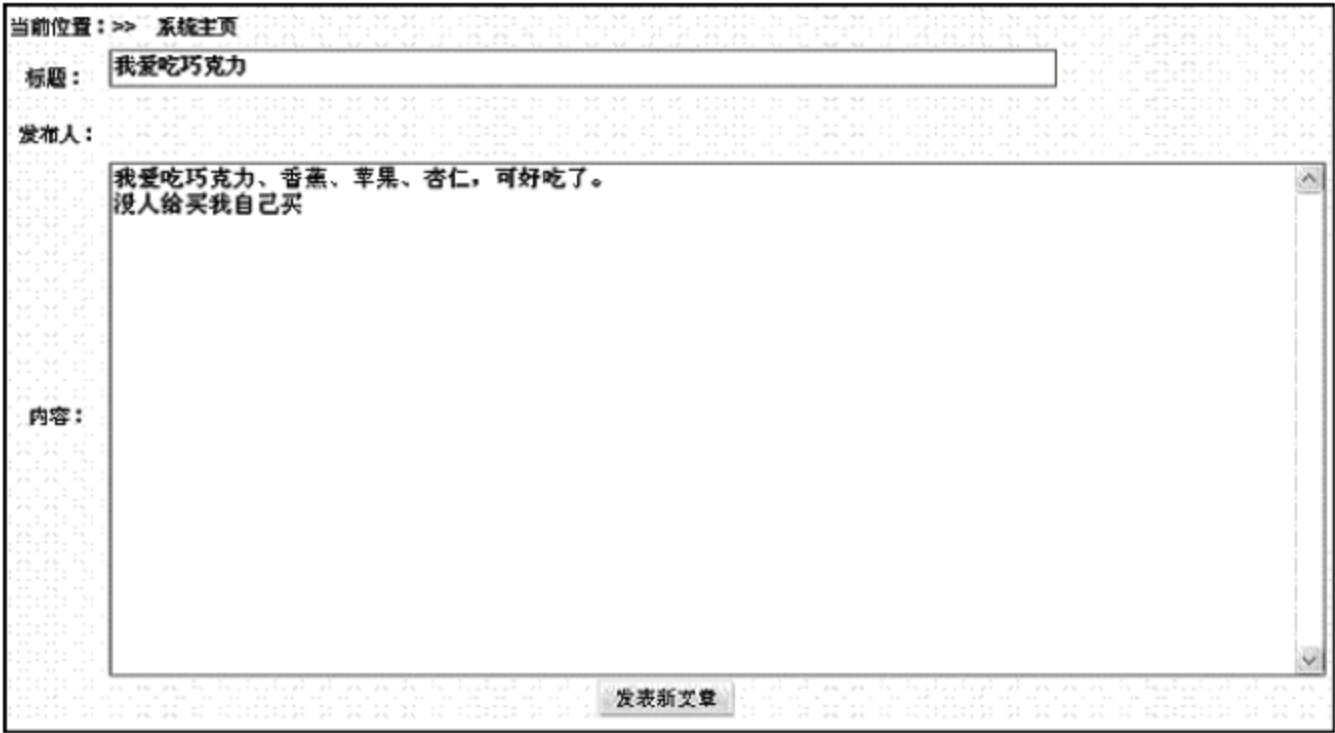 当前位置：>> 系统主页
标题：我爱吃巧克力
发布人：
我爱吃巧克力、香蕉、苹果、杏仁，可好吃了。
没人给买我自己买
内容：
发表新文章